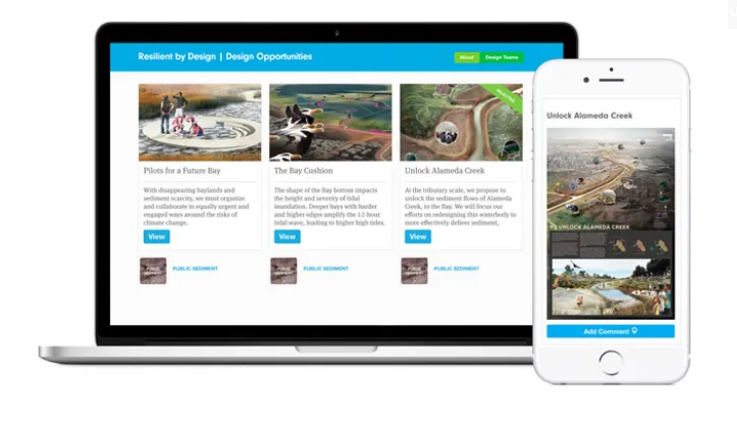 Resilient by Design | Design Opportunities
About
Design Teams
Pilots for a Future Bay
With disappearing baylands and
sediment scarcity, we must organize
and collaborate in equally urgent and
engaged ways around the risks of
climate change.
View
PUBLIC SEDIMENT
The Bay Cushion
The shape of the Bay bottom impacts
the height and severity of tidal
inundation. Deeper bays with harder
and higher edges amplify the 12-hour
tidal wave, leading to higher high tides.
View
PUBLIC SEDIMENT
Unlock Alameda Creek
At the tributary scale, we propose to
unlock the sediment flows of Alameda
Creek, to the Bay. We will focus our
efforts on redesigning this waterbody to
more effectively deliver sediment,
View
PUBLIC SEDIMENT
Unlock Alameda Creek
UNLOCK ALAMEDA CREEK
Add Comment